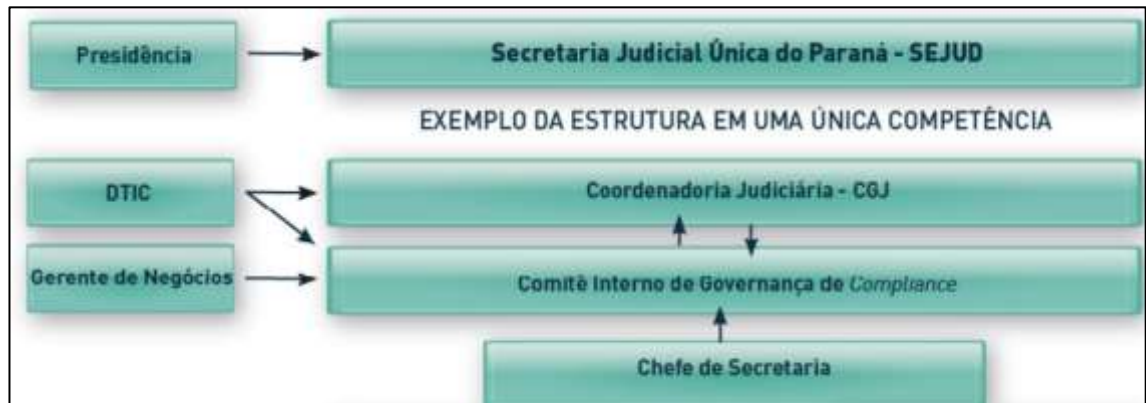 Presidência
Secretaria Judicial Única do Paraná - SEJUD
EXEMPLO DA ESTRUTURA EM UMA ÚNICA COMPETÊNCIA
DTIC
Coordenadoria Judiciária - CGJ
Gerente de Negócios
Comitê Interno de Governança de Compliance
Chefe de Secretaria